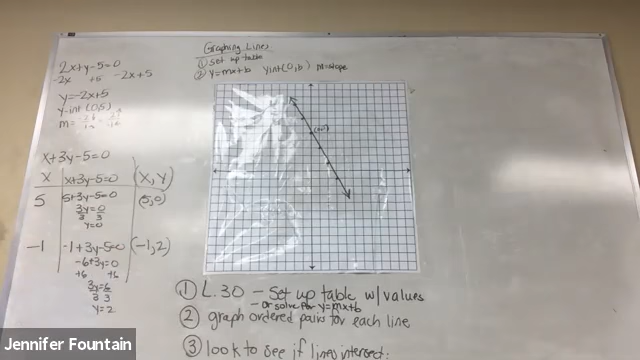 2x+y-5=0
-2x +5 -2x+5
y=-2x+5
y-int (0,5)
m=
x+3y-5=0
x x+3y-5=0 (x,y)
5 5+3y-5=0 (5,0)
3y=0
3 3
y=0
-1 -1+3y-5=0 (-1,2)
-6+3y=0
+6 +6
3y=6
3 3
y=2
Graphing Lines
① Set up table
② y=mx+b yint(0,b) m=slope
① L.30 - Set up table w/ values
- or solve for y=mx+b
② graph ordered pairs for each line
③ look to see if lines intersect:
Jennifer Fountain